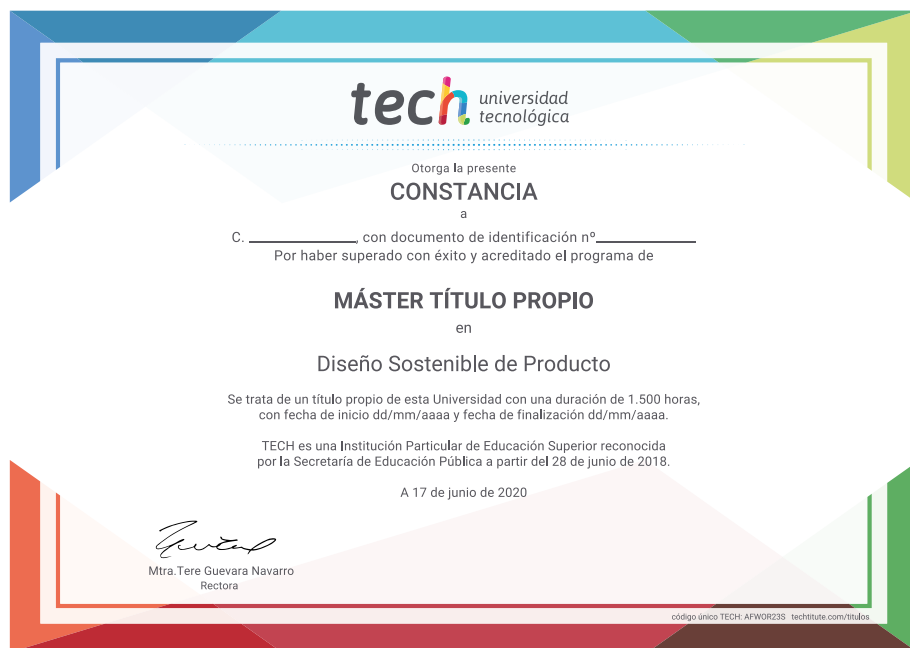 tech universidad
tecnológica
Otorga la presente
CONSTANCIA
a
C. ____________, con documento de identificación nº____________
Por haber superado con éxito y acreditado el programa de
MÁSTER TÍTULO PROPIO
en
Diseño Sostenible de Producto
Se trata de un título propio de esta Universidad con una duración de 1.500 horas,
con fecha de inicio dd/mm/aaaa y fecha de finalización dd/mm/aaaa.
TECH es una Institución Particular de Educación Superior reconocida
por la Secretaría de Educación Pública a partir del 28 de junio de 2018.
A 17 de junio de 2020
Mtra.Tere Guevara Navarro
Rectora
código único TECH: AFWOR23S techtitute.com/titulos